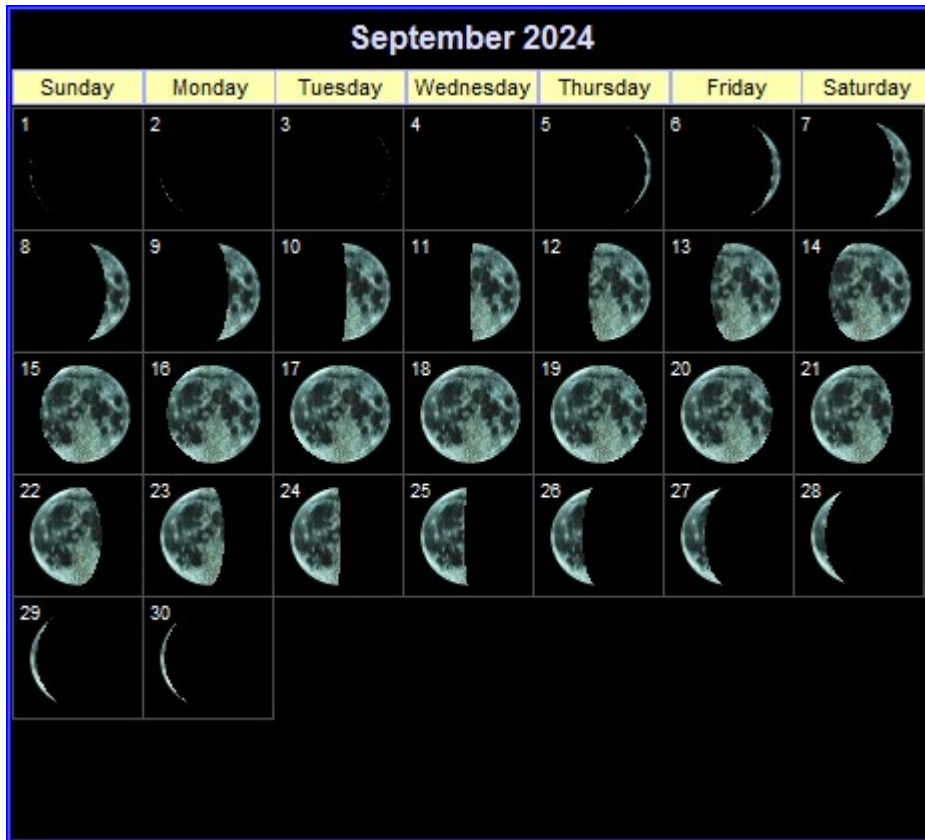 September 2024
Sunday Monday Tuesday Wednesday Thursday Friday Saturday
1 2 3 4 5 6 7
8 9 10 11 12 13 14
15 16 17 18 19 20 21
22 23 24 25 26 27 28
29 30